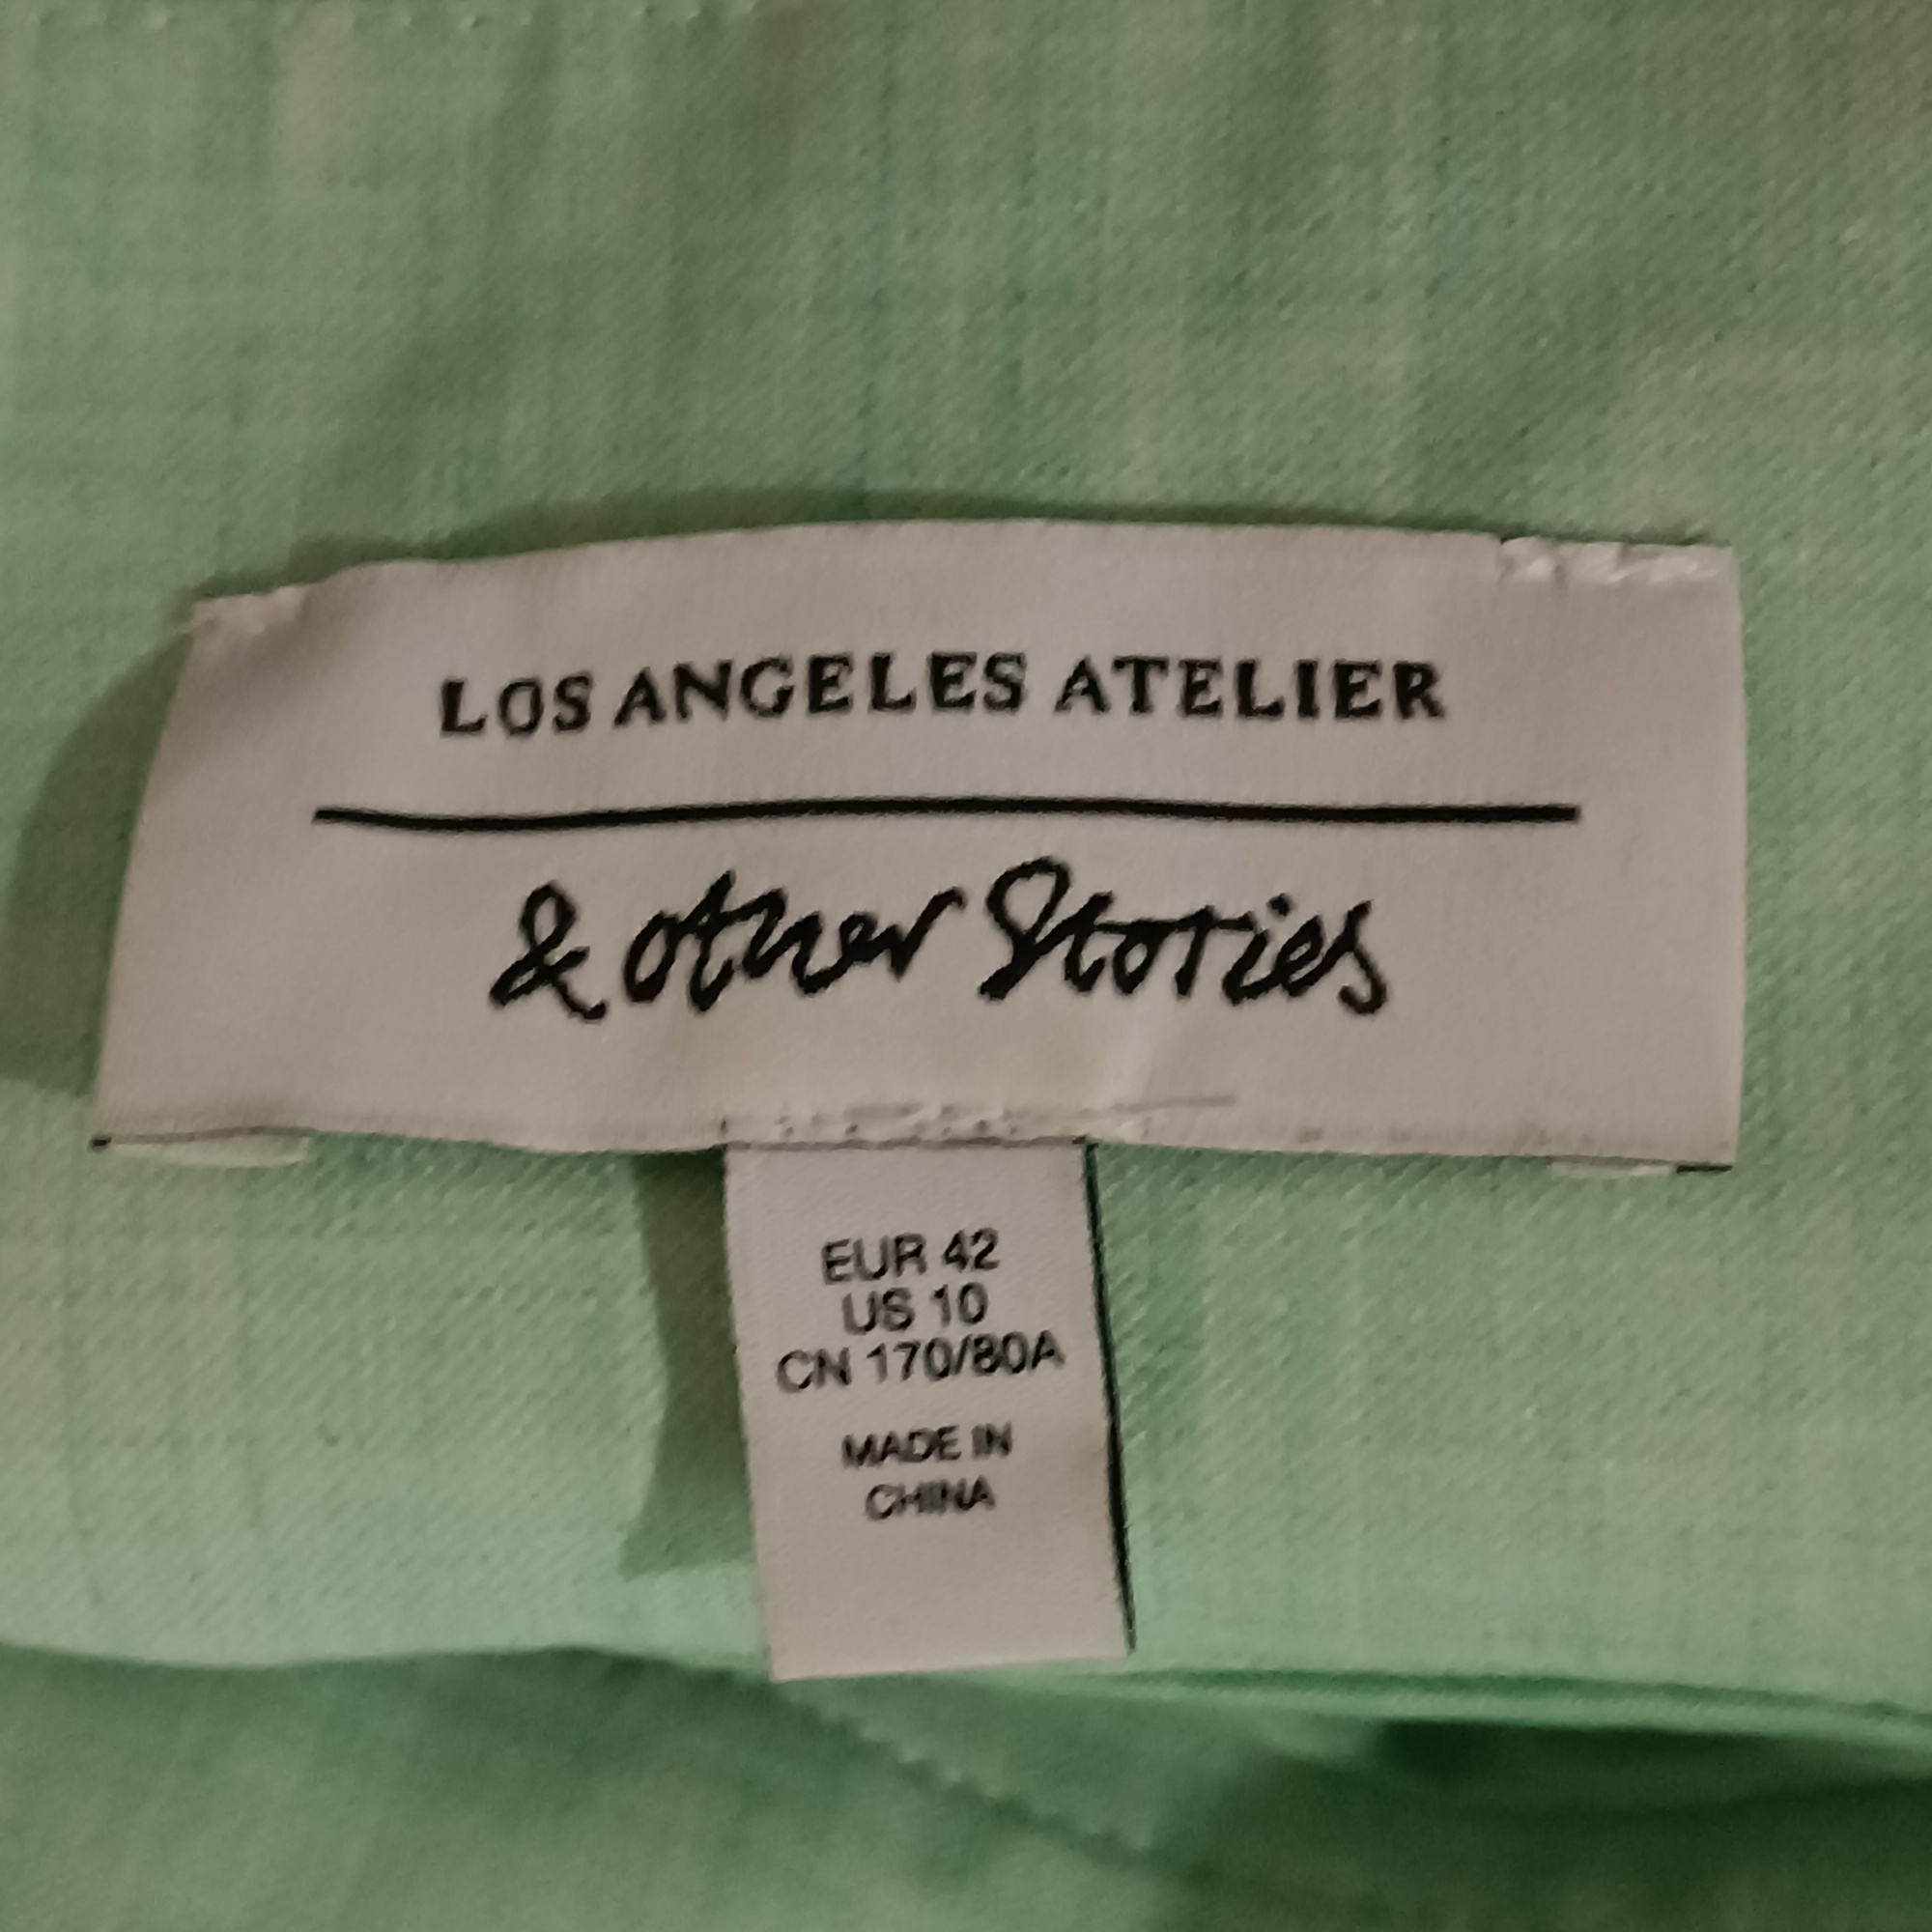 LOS ANGELES ATELIER
& other Stories
EUR 42
US 10
CN 170/80A
MADE IN
CHINA